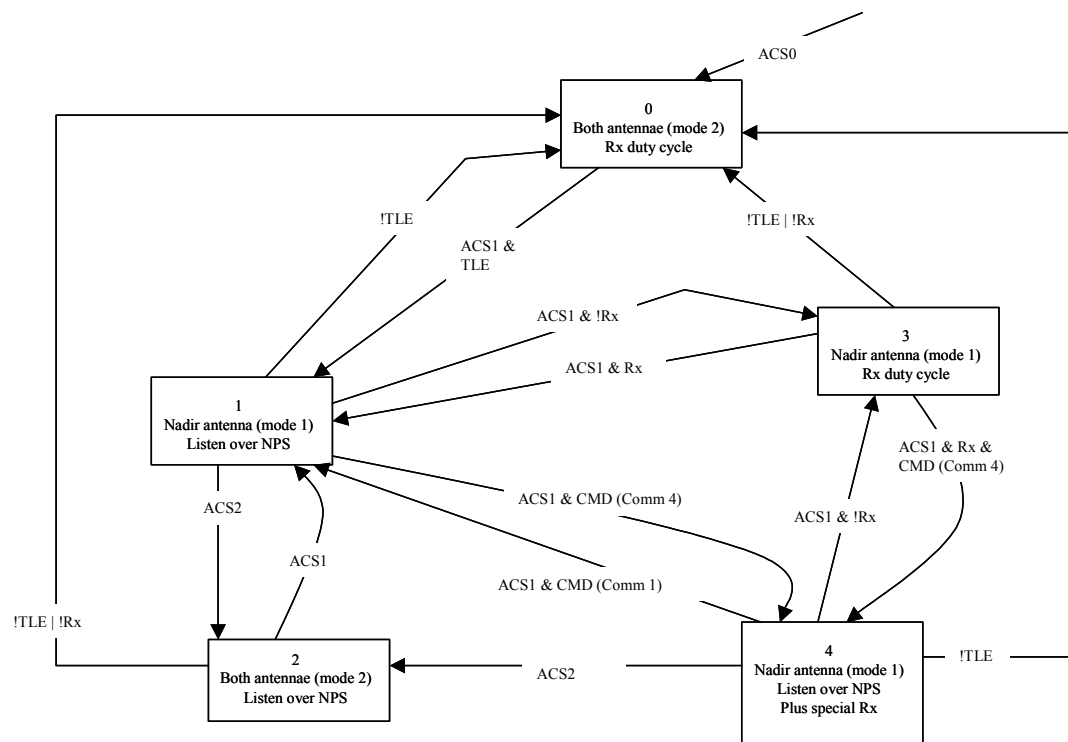 ACS0
0
Both antennae (mode 2)
Rx duty cycle
!TLE
!TLE | !Rx
ACS1 &
TLE
ACS1 & !Rx
3
Nadir antenna (mode 1)
Rx duty cycle
ACS1 & Rx
1
Nadir antenna (mode 1)
Listen over NPS
ACS1 & Rx &
CMD (Comm 4)
ACS2
ACS1 & CMD (Comm 4)
ACS1 & !Rx
ACS1
ACS1 & CMD (Comm 1)
!TLE | !Rx
2
Both antennae (mode 2)
Listen over NPS
ACS2
4
Nadir antenna (mode 1)
Listen over NPS
Plus special Rx
!TLE